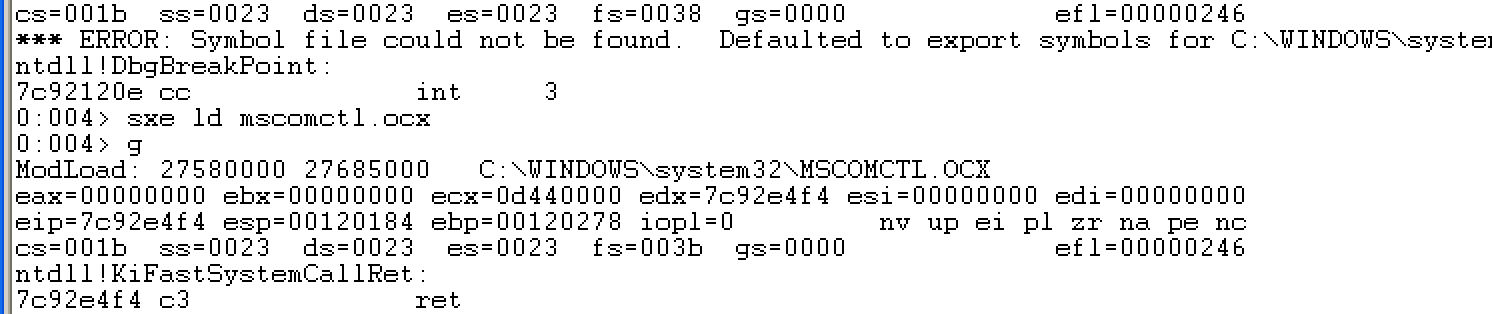 cs=001b  ss=0023  ds=0023  es=0023  fs=0038  gs=0000             efl=00000246
*** ERROR: Symbol file could not be found.  Defaulted to export symbols for C:\WINDOWS\system
ntdll!DbgBreakPoint:
7c92120e cc              int     3
0:004> sxe ld mscomctl.ocx
0:004> g
ModLoad: 27580000 27685000   C:\WINDOWS\system32\MSCOMCTL.OCX
eax=00000000 ebx=00000000 ecx=0d440000 edx=7c92e4f4 esi=00000000 edi=00000000
eip=7c92e4f4 esp=00120184 ebp=00120278 iopl=0         nv up ei pl zr na pe nc
cs=001b  ss=0023  ds=0023  es=0023  fs=003b  gs=0000             efl=00000246
ntdll!KiFastSystemCallRet:
7c92e4f4 c3              ret